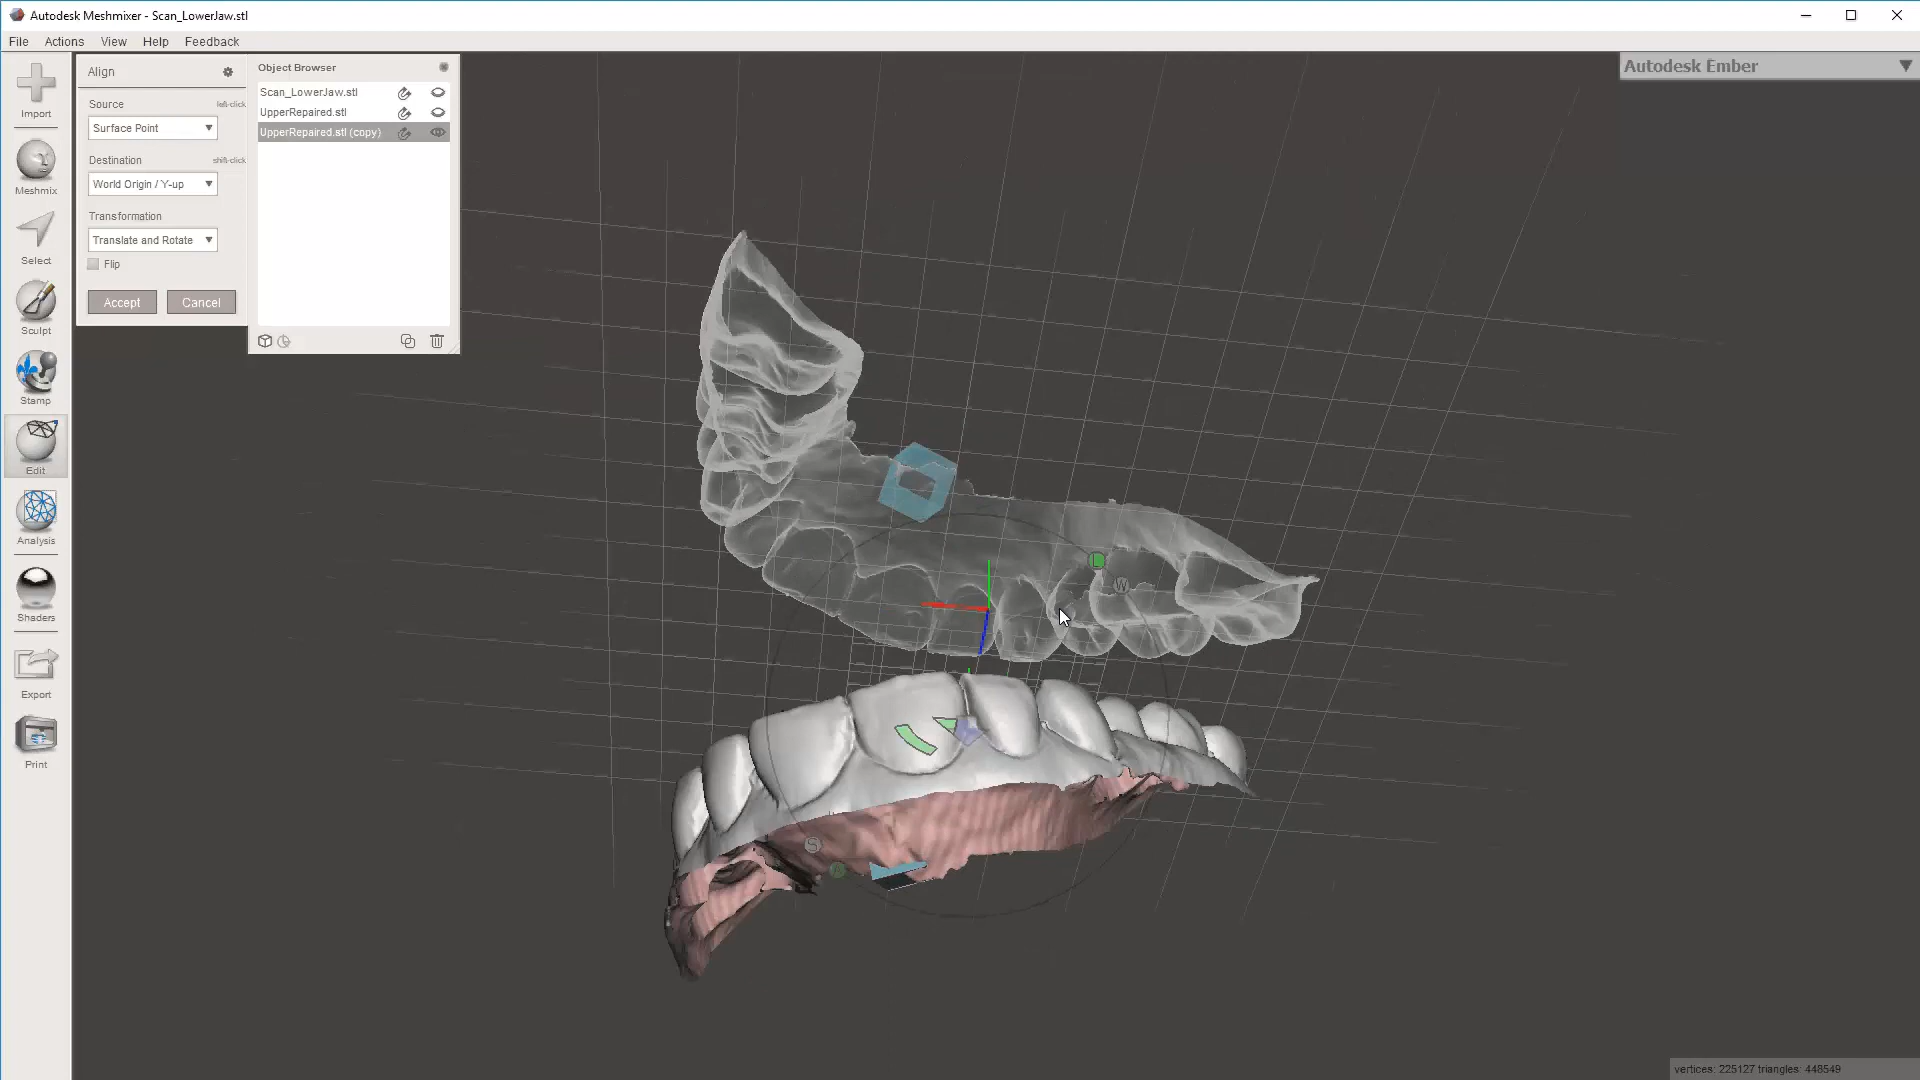 Autodesk Meshmixer - Scan_LowerJaw.stl
File Actions View Help Feedback
Import
Meshmix
Select
Sculpt
Stamp
Edit
Analysis
Shaders
Export
Print
Align
Source left-click
Surface Point
Destination shift-click
World Origin / Y-up
Transformation
Translate and Rotate
Flip
Accept Cancel
Object Browser
Scan_LowerJaw.stl
UpperRepaired.stl
UpperRepaired.stl (copy)
Autodesk Ember
L
W
S
vertices: 225127 triangles: 448549